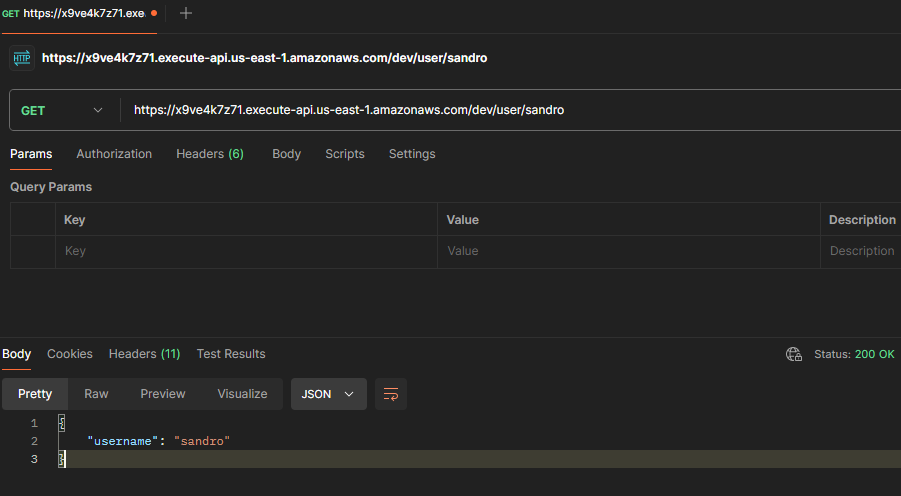 GET https://x9ve4k7z71.exe
HTTP https://x9ve4k7z71.execute-api.us-east-1.amazonaws.com/dev/user/sandro
GET https://x9ve4k7z71.execute-api.us-east-1.amazonaws.com/dev/user/sandro
Params Authorization Headers (6) Body Scripts Settings
Query Params
Key Value Description
Key Value Description
Body Cookies Headers (11) Test Results Status: 200 OK
Pretty Raw Preview Visualize JSON
1 {
2 "username": "sandro"
3 }